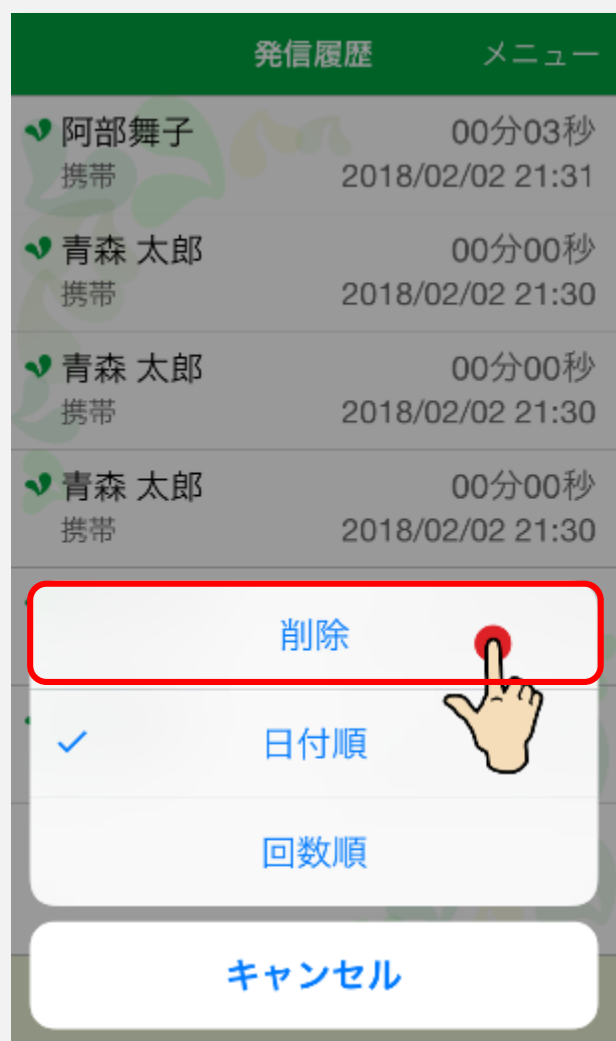 発信履歴 メニュー
阿部舞子 00分03秒
携帯 2018/02/02 21:31
青森 太郎 00分00秒
携帯 2018/02/02 21:30
青森 太郎 00分00秒
携帯 2018/02/02 21:30
青森 太郎 00分00秒
携帯 2018/02/02 21:30
削除
日付順
回数順
キャンセル